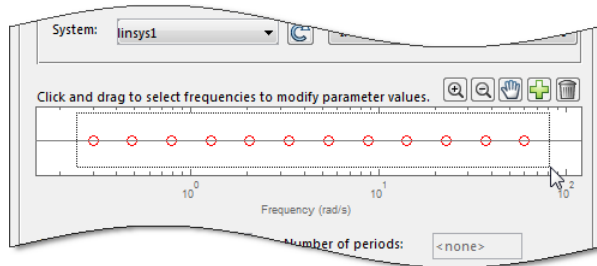 System: linsys1
Click and drag to select frequencies to modify parameter values.
10^0 10^1 10^2
Frequency (rad/s)
Number of periods: <none>